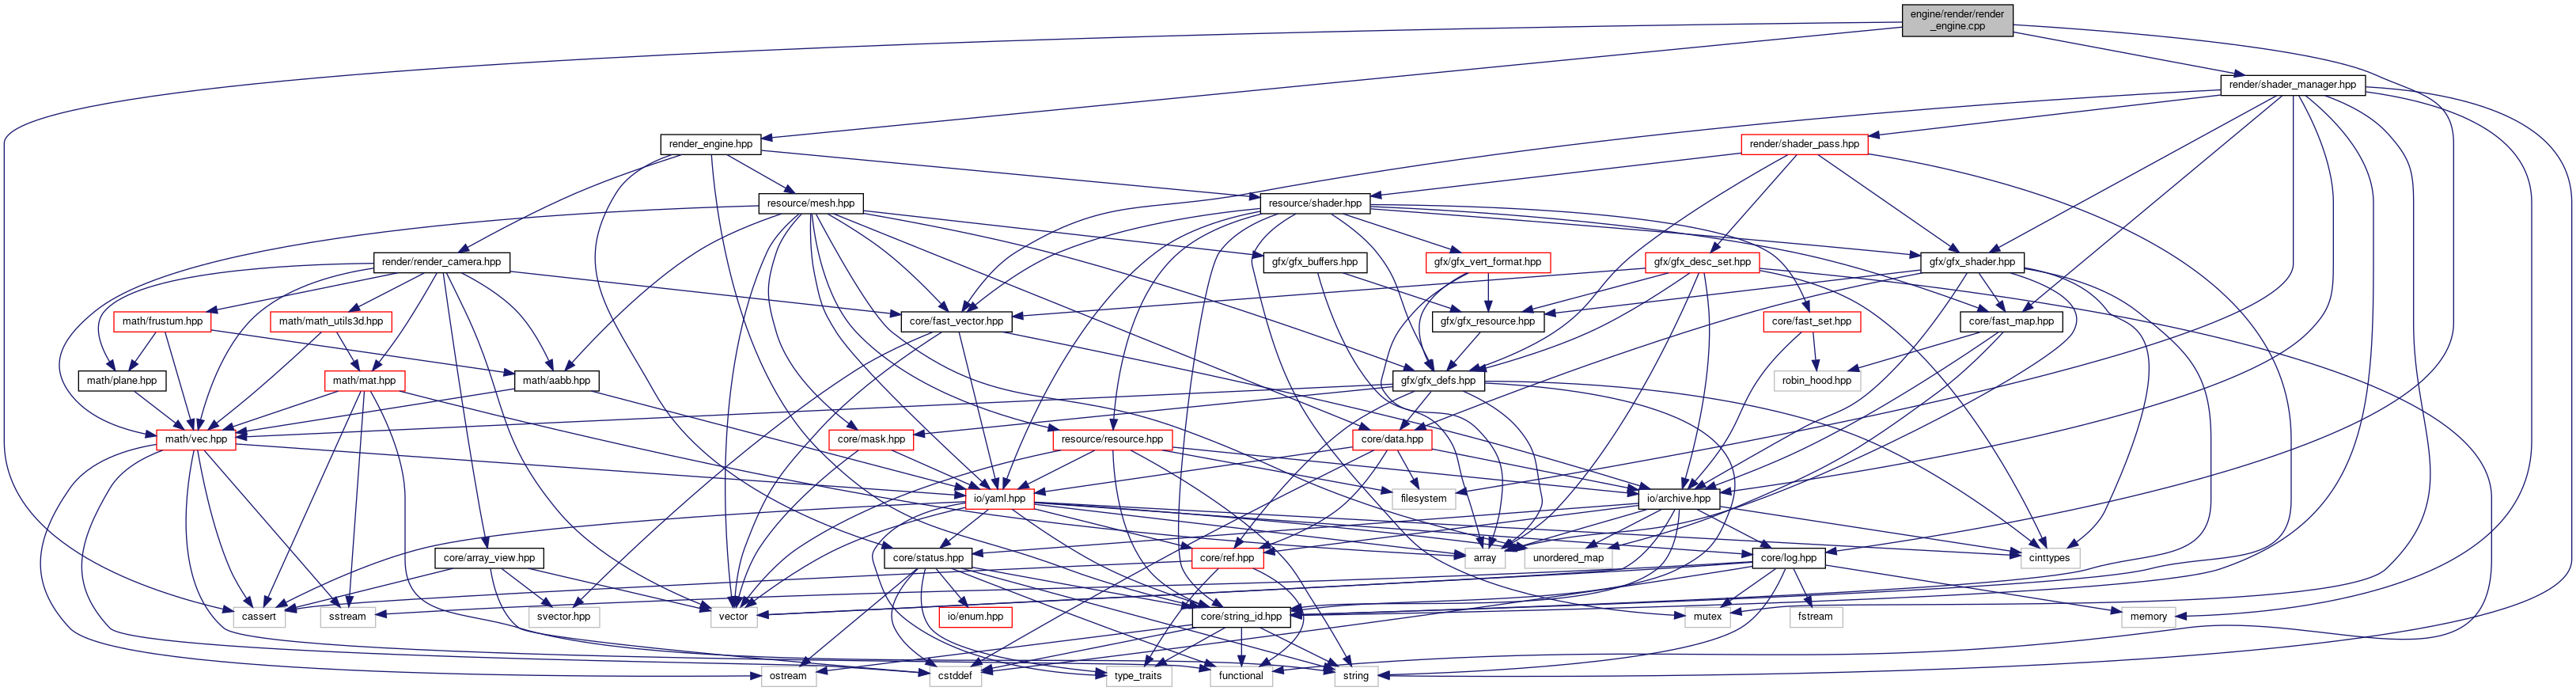 engine/render/render
_engine.cpp
render/shader_manager.hpp
render_engine.hpp
render/shader_pass.hpp
resource/mesh.hpp
resource/shader.hpp
render/render_camera.hpp
gfx/gfx_buffers.hpp
gfx/gfx_vert_format.hpp
gfx/gfx_desc_set.hpp
gfx/gfx_shader.hpp
math/frustum.hpp
math/math_utils3d.hpp
core/fast_vector.hpp
gfx/gfx_resource.hpp
core/fast_set.hpp
core/fast_map.hpp
math/plane.hpp
math/mat.hpp
math/aabb.hpp
gfx/gfx_defs.hpp
robin_hood.hpp
math/vec.hpp
core/mask.hpp
resource/resource.hpp
core/data.hpp
io/yaml.hpp
filesystem
io/archive.hpp
core/array_view.hpp
core/status.hpp
core/ref.hpp
array
unordered_map
core/log.hpp
cinttypes
cassert
sstream
svector.hpp
vector
io/enum.hpp
core/string_id.hpp
mutex
fstream
memory
ostream
cstddef
type_traits
functional
string